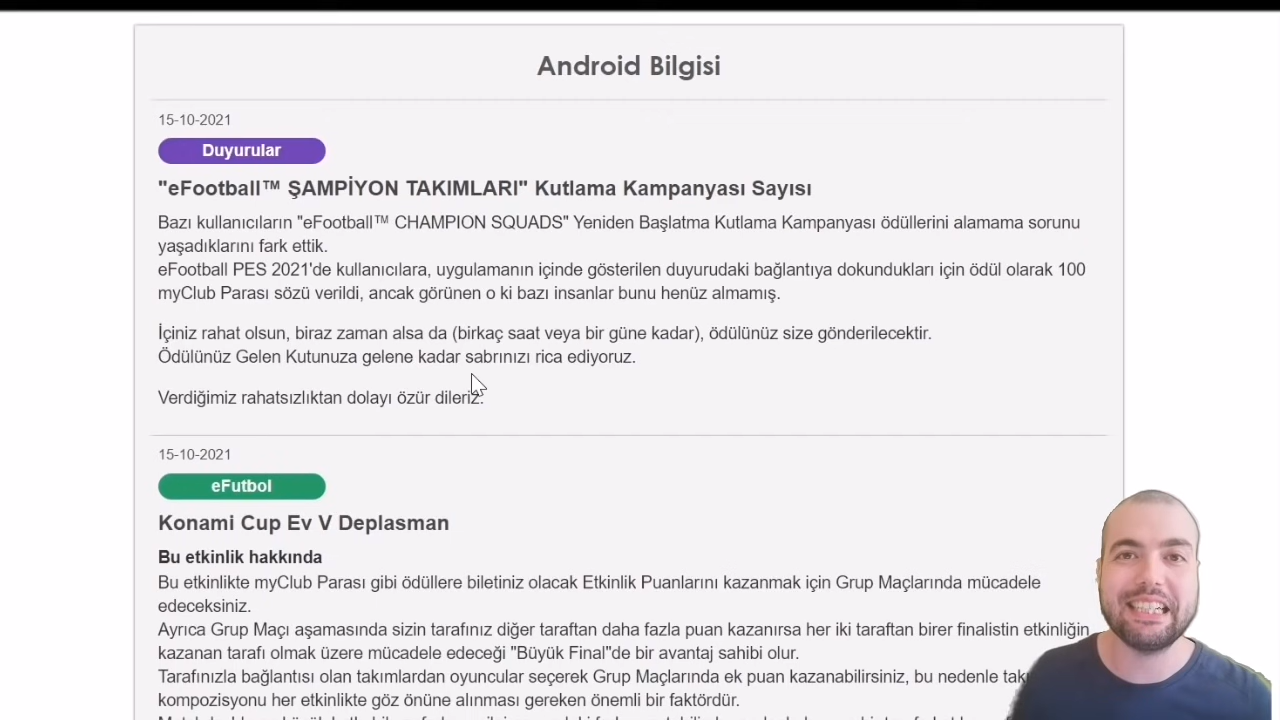 Android Bilgisi
15-10-2021
Duyurular
"eFootball™ ŞAMPİYON TAKIMLARI" Kutlama Kampanyası Sayısı
Bazı kullanıcıların "eFootball™ CHAMPION SQUADS" Yeniden Başlatma Kutlama Kampanyası ödüllerini alamama sorunu
yaşadıklarını fark ettik.
eFootball PES 2021'de kullanıcılara, uygulamanın içinde gösterilen duyurudaki bağlantıya dokundukları için ödül olarak 100
myClub Parası sözü verildi, ancak görünen o ki bazı insanlar bunu henüz almamış.
İçiniz rahat olsun, biraz zaman alsa da (birkaç saat veya bir güne kadar), ödülünüz size gönderilecektir.
Ödülünüz Gelen Kutunuza gelene kadar sabrınızı rica ediyoruz.
Verdiğimiz rahatsızlıktan dolayı özür dileriz.
15-10-2021
eFutbol
Konami Cup Ev V Deplasman
Bu etkinlik hakkında
Bu etkinlikte myClub Parası gibi ödüllere biletiniz olacak Etkinlik Puanlarını kazanmak için Grup Maçlarında mücadele
edeceksiniz.
Ayrıca Grup Maçı aşamasında sizin tarafınız diğer taraftan daha fazla puan kazanırsa her iki taraftan birer finalistin etkinliğin
kazanan tarafı olmak üzere mücadele edeceği "Büyük Final"de bir avantaj sahibi olur.
Tarafınızla bağlantısı olan takımlardan oyuncular seçerek Grup Maçlarında ek puan kazanabilirsiniz, bu nedenle
kompozisyonu her etkinlikte göz önüne alınması gereken önemli bir faktördür.